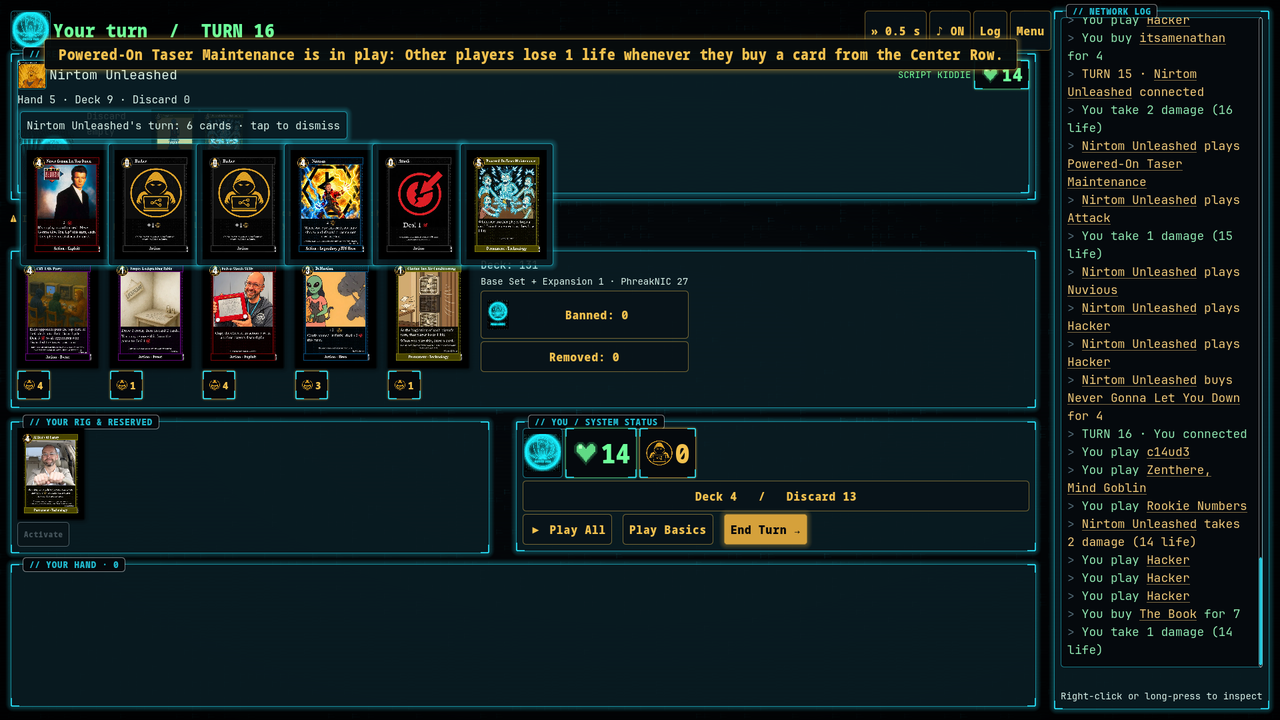 Your turn / TURN 16
» 0.5 s
♪ ON
Log
Menu
Powered-On Taser Maintenance is in play: Other players lose 1 life whenever they buy a card from the Center Row.
Nirtom Unleashed
SCRIPT KIDDIE
14
Hand 5 · Deck 9 · Discard 0
Discard
Nirtom Unleashed's turn: 6 cards · tap to dismiss
Never Gonna Let You Down
Hacker
Hacker
Nuvious
Attack
Deal 1
Powered-On Taser Maintenance
Deck: 131
Base Set + Expansion 1 · PhreakNIC 27
Banned: 0
Removed: 0
4
1
4
3
1
// YOUR RIG & RESERVED
Activate
// YOU / SYSTEM STATUS
14
0
Deck 4 / Discard 13
► Play All
Play Basics
End Turn →
// YOUR HAND · 0
// NETWORK LOG
> You play Hacker
> You buy itsamenathan
for 4
> TURN 15 · Nirtom
Unleashed connected
> You take 2 damage (16
life)
> Nirtom Unleashed plays
Powered-On Taser
Maintenance
> Nirtom Unleashed plays
Attack
> You take 1 damage (15
life)
> Nirtom Unleashed plays
Nuvious
> Nirtom Unleashed plays
Hacker
> Nirtom Unleashed plays
Hacker
> Nirtom Unleashed buys
Never Gonna Let You Down
for 4
> TURN 16 · You connected
> You play c14ud3
> You play Zenthere,
Mind Goblin
> You play Rookie Numbers
> Nirtom Unleashed takes
2 damage (14 life)
> You play Hacker
> You play Hacker
> You play Hacker
> You buy The Book for 7
> You take 1 damage (14
life)
Right-click or long-press to inspect